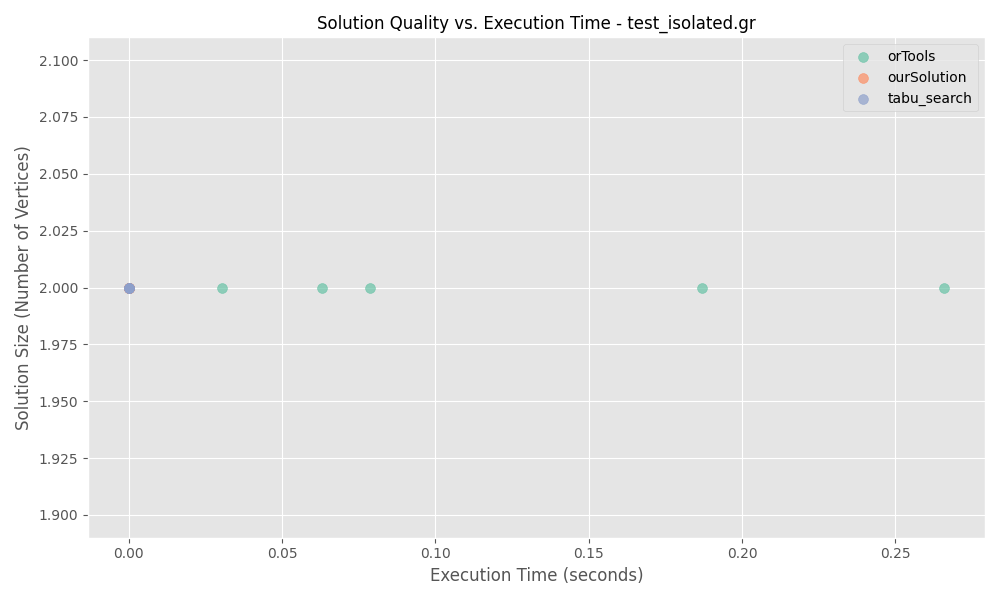 Solution Quality vs. Execution Time - test_isolated.gr
orTools
ourSolution
tabu_search
Solution Size (Number of Vertices)
2.100
2.075
2.050
2.025
2.000
1.975
1.950
1.925
1.900
0.00 0.05 0.10 0.15 0.20 0.25
Execution Time (seconds)